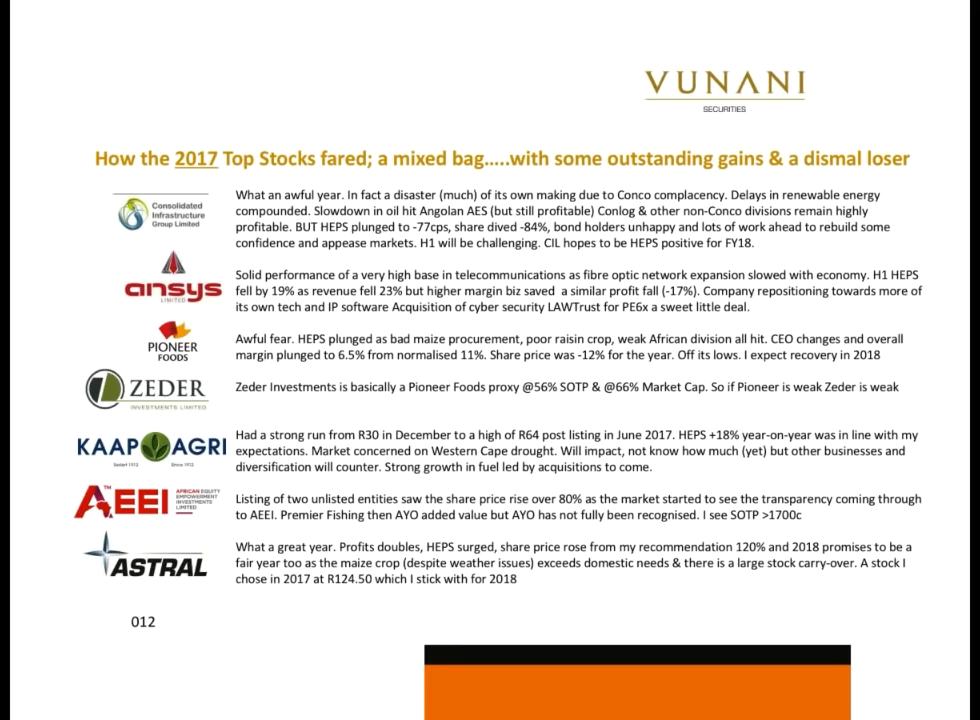 VUNANI
SECURITIES
How the 2017 Top Stocks fared; a mixed bag.....with some outstanding gains & a dismal loser
Consolidated
Infrastructure
Group Limited
What an awful year. In fact a disaster (much) of its own making due to Conco complacency. Delays in renewable energy
compounded. Slowdown in oil hit Angolan AES (but still profitable) Conlog & other non-Conco divisions remain highly
profitable. BUT HEPS plunged to -77cps, share dived -84%, bond holders unhappy and lots of work ahead to rebuild some
confidence and appease markets. H1 will be challenging. CIL hopes to be HEPS positive for FY18.
ansys
LIMITED
Solid performance of a very high base in telecommunications as fibre optic network expansion slowed with economy. H1 HEPS
fell by 19% as revenue fell 23% but higher margin biz saved a similar profit fall (-17%). Company repositioning towards more of
its own tech and IP software Acquisition of cyber security LAWTrust for PE6x a sweet little deal.
PIONEER
FOODS
Awful fear. HEPS plunged as bad maize procurement, poor raisin crop, weak African division all hit. CEO changes and overall
margin plunged to 6.5% from normalised 11%. Share price was -12% for the year. Off its lows. I expect recovery in 2018
ZEDER
INVESTMENTS LIMITED
Zeder Investments is basically a Pioneer Foods proxy @56% SOTP & @66% Market Cap. So if Pioneer is weak Zeder is weak
KAAP AGRI
Sedert 1912 Since 1912
Had a strong run from R30 in December to a high of R64 post listing in June 2017. HEPS +18% year-on-year was in line with my
expectations. Market concerned on Western Cape drought. Will impact, not know how much (yet) but other businesses and
diversification will counter. Strong growth in fuel led by acquisitions to come.
AEEI™
AFRICAN EQUITY
EMPOWERMENT
INVESTMENTS
LIMITED
Listing of two unlisted entities saw the share price rise over 80% as the market started to see the transparency coming through
to AEEI. Premier Fishing then AYO added value but AYO has not fully been recognised. I see SOTP >1700c
ASTRAL
What a great year. Profits doubles, HEPS surged, share price rose from my recommendation 120% and 2018 promises to be a
fair year too as the maize crop (despite weather issues) exceeds domestic needs & there is a large stock carry-over. A stock I
chose in 2017 at R124.50 which I stick with for 2018
012